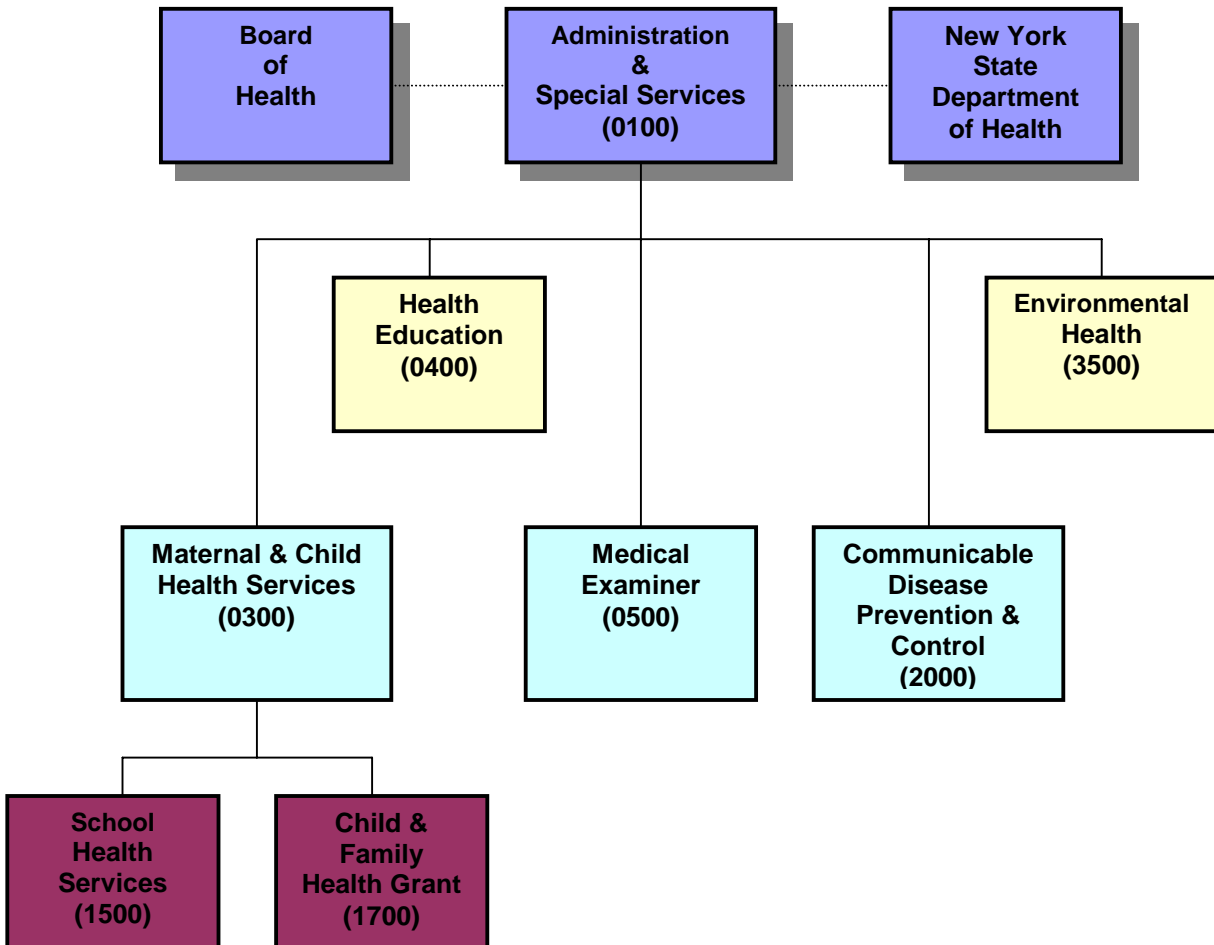 Board
of
Health
Administration
&
Special Services
(0100)
New York
State
Department
of Health
Health
Education
(0400)
Environmental
Health
(3500)
Maternal & Child
Health Services
(0300)
Medical
Examiner
(0500)
Communicable
Disease
Prevention &
Control
(2000)
School
Health
Services
(1500)
Child &
Family
Health Grant
(1700)